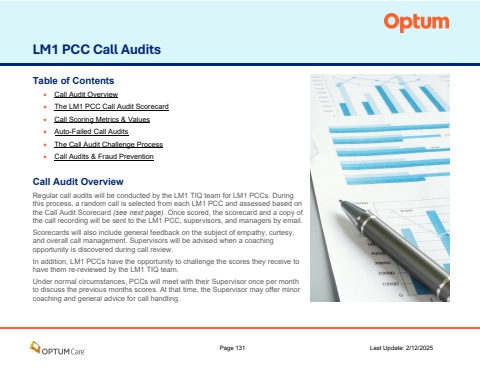 Optum
LM1 PCC Call Audits
Table of Contents
• Call Audit Overview
• The LM1 PCC Call Audit Scorecard
• Call Scoring Metrics & Values
• Auto-Failed Call Audits
• The Call Audit Challenge Process
• Call Audits & Fraud Prevention
Call Audit Overview
Regular call audits will be conducted by the LM1 TIQ team for LM1 PCCs. During
this process, a random call is selected from each LM1 PCC and assessed based on
the Call Audit Scorecard (see next page). Once scored, the scorecard and a copy of
the call recording will be sent to the LM1 PCC, supervisors, and managers by email.
Scorecards will also include general feedback on the subject of empathy, curtesy,
and overall call management. Supervisors will be advised when a coaching
opportunity is discovered during call review.
In addition, LM1 PCCs have the opportunity to challenge the scores they receive to
have them re-reviewed by the LM1 TIQ team.
Under normal circumstances, PCCs will meet with their Supervisor once per month
to discuss the previous months scores. At that time, the Supervisor may offer minor
coaching and general advice for call handling.
OPTUMCare
Page 131
Last Update: 2/12/2025